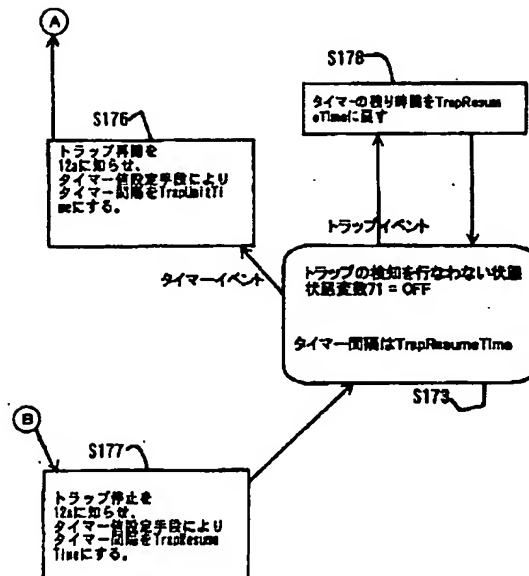 A
S178
タイマーの残り時間をTrapResum
eTimeに戻す
S176
トラップ再開を
12aに知らせ、
タイマー値設定手段により
タイマー間隔をTrapUnitTi
meにする。
トラップイベント
タイマーイベント
トラップの検知を行なわない状態
状態変数71 = OFF
タイマー間隔はTrapResumeTime
S173
B
S177
トラップ停止を
12aに知らせ、
タイマー値設定手段により
タイマー間隔をTrapResume
Timeにする。